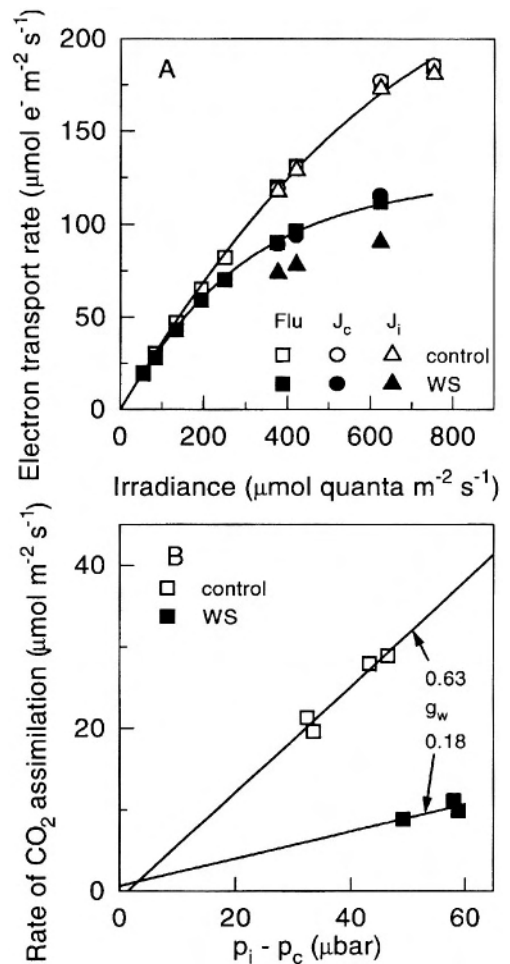 A
Electron transport rate (μmol e⁻ m⁻² s⁻¹)
200
150
100
50
0
Flu J_c J_i
control
WS
0 200 400 600 800
Irradiance (μmol quanta m⁻² s⁻¹)
B
control
WS
Rate of CO₂ assimilation (μmol m⁻² s⁻¹)
40
20
0
0.63
g_w
0.18
0 20 40 60
p_i - p_c (μbar)